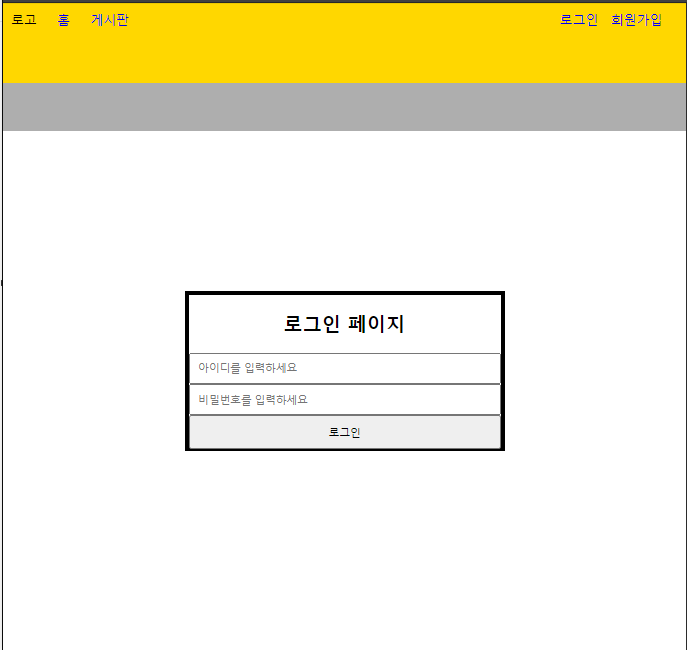 로고 홈 게시판 로그인 회원가입
로그인 페이지
아이디를 입력하세요
비밀번호를 입력하세요
로그인